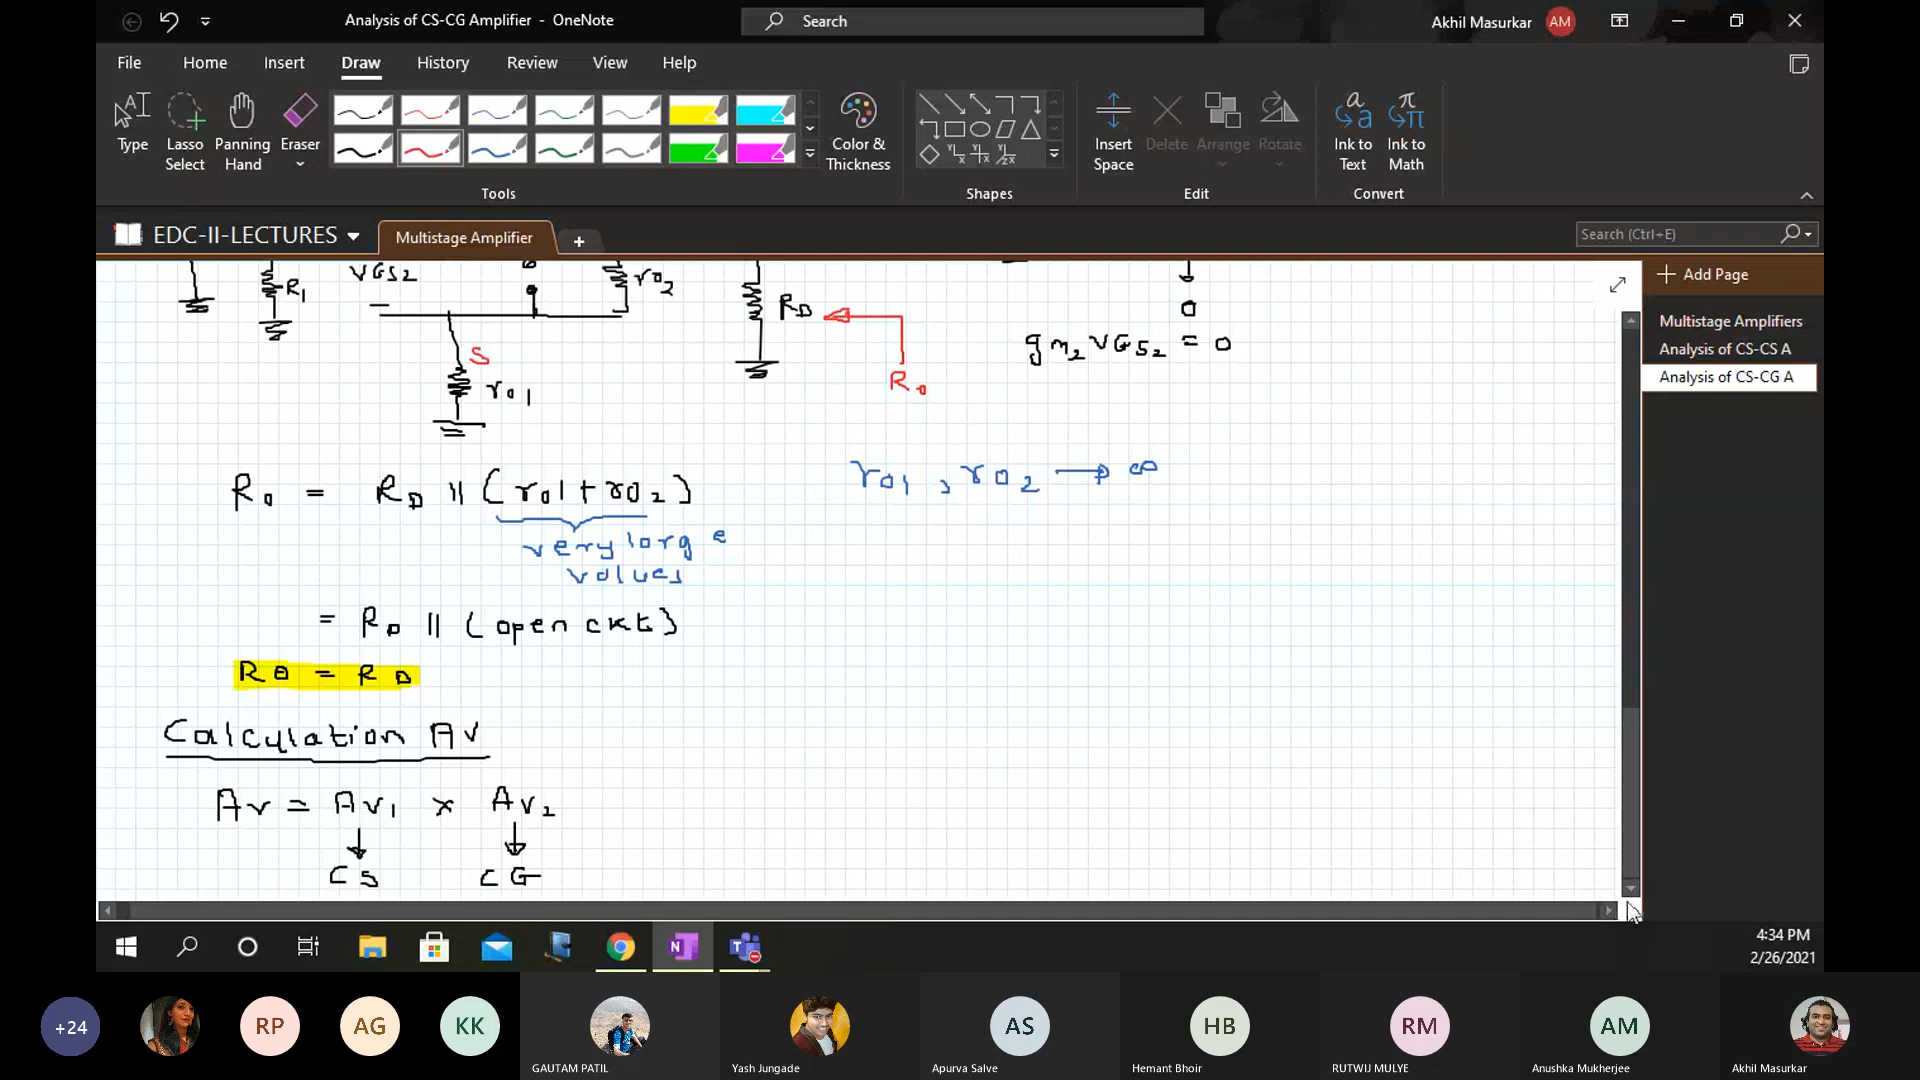 Analysis of CS-CG Amplifier - OneNote
Search
Akhil Masurkar
AM
File Home Insert Draw History Review View Help
Type
Lasso Select
Panning Hand
Eraser
Color & Thickness
Insert Space
Delete
Arrange
Rotate
Ink to Text
Ink to Math
Tools
Shapes
Edit
Convert
EDC-II-LECTURES
Multistage Amplifier
Search (Ctrl+E)
Add Page
Multistage Amplifiers
Analysis of CS-CS A
Analysis of CS-CG A
R1
VGS2
ro2
RD
0
gm2 VGS2 = 0
S
ro1
Ro
Ro = RD || (ro1 + ro2)
ro1 , ro2 → ∞
very large
values
= RD || (open ckt)
RO = RD
Calculation AV
Av = Av1 x Av2
↓ ↓
CS CG
4:34 PM
2/26/2021
+24
RP
AG
KK
GAUTAM PATIL
Yash Jungade
AS
Apurva Salve
HB
Hemant Bhoir
RM
RUTWIJ MULYE
AM
Anushka Mukherjee
Akhil Masurkar